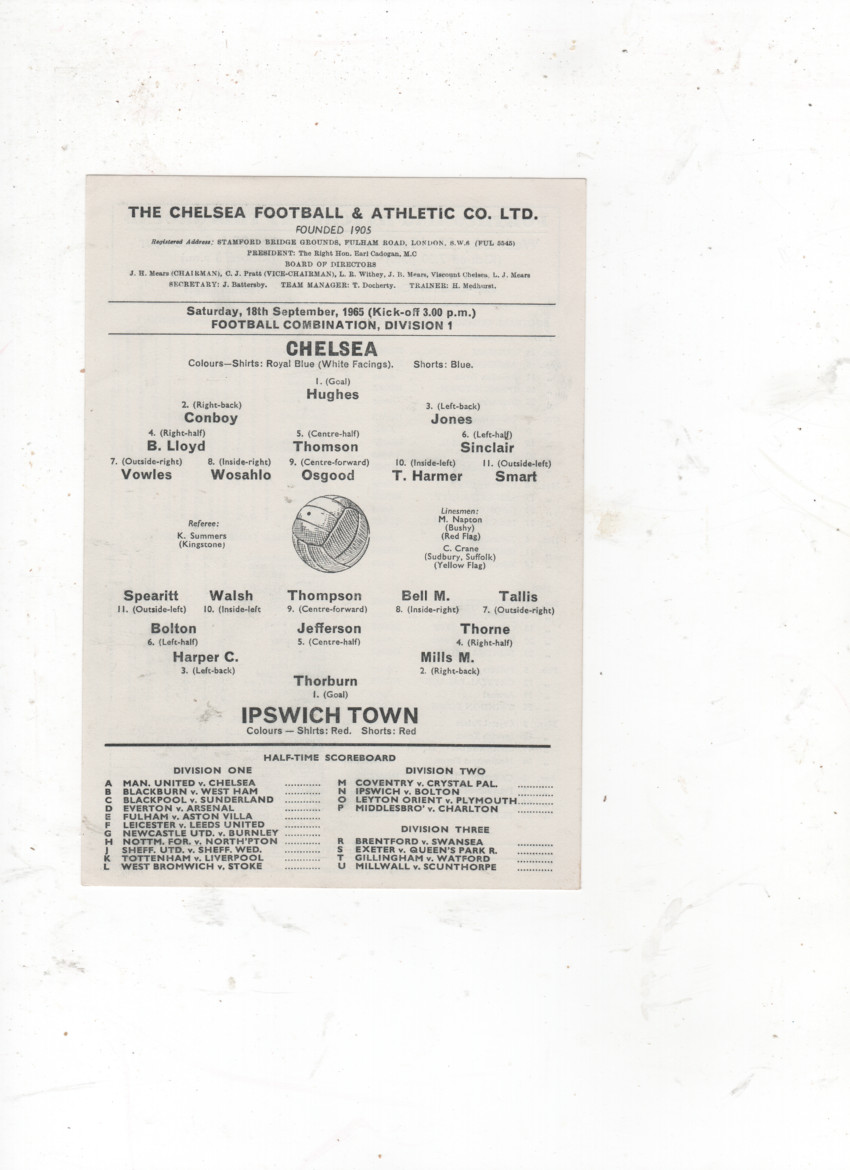 THE CHELSEA FOOTBALL & ATHLETIC CO. LTD.
FOUNDED 1905
Registered Address: STAMFORD BRIDGE GROUNDS, FULHAM ROAD, LONDON, S.W.6 (FUL 5545)
PRESIDENT: The Right Hon. Earl Cadogan, M.C
BOARD OF DIRECTORS
J. H. Mears (CHAIRMAN), C. J. Pratt (VICE-CHAIRMAN), L. R. Withey, J. B. Mears, Viscount Chelsea, L. J. Mears
SECRETARY: J. Battersby. TEAM MANAGER: T. Docherty. TRAINER: H. Medhurst.
Saturday, 18th September, 1965 (Kick-off 3.00 p.m.)
FOOTBALL COMBINATION, DIVISION 1
CHELSEA
Colours—Shirts: Royal Blue (White Facings). Shorts: Blue.
1. (Goal)
Hughes
2. (Right-back) 3. (Left-back)
Conboy Jones
4. (Right-half) 5. (Centre-half) 6. (Left-half)
B. Lloyd Thomson Sinclair
7. (Outside-right) 8. (Inside-right) 9. (Centre-forward) 10. (Inside-left) 11. (Outside-left)
Vowles Wosahlo Osgood T. Harmer Smart
Referee:
K. Summers
(Kingstone)
Linesmen:
M. Napton
(Bushy)
(Red Flag)
C. Crane
(Sudbury, Suffolk)
(Yellow Flag)
Spearitt Walsh Thompson Bell M. Tallis
11. (Outside-left) 10. (Inside-left 9. (Centre-forward) 8. (Inside-right) 7. (Outside-right)
Bolton Jefferson Thorne
6. (Left-half) 5. (Centre-half) 4. (Right-half)
Harper C. Mills M.
3. (Left-back) 2. (Right-back)
Thorburn
1. (Goal)
IPSWICH TOWN
Colours — Shirts: Red. Shorts: Red
HALF-TIME SCOREBOARD
DIVISION ONE
A MAN. UNITED v. CHELSEA ............
B BLACKBURN v. WEST HAM ............
C BLACKPOOL v. SUNDERLAND ............
D EVERTON v. ARSENAL ............
E FULHAM v. ASTON VILLA ............
F LEICESTER v. LEEDS UNITED ............
G NEWCASTLE UTD. v. BURNLEY ............
H NOTTM. FOR. v. NORTH'PTON ............
J SHEFF. UTD. v. SHEFF. WED. ............
K TOTTENHAM v. LIVERPOOL ............
L WEST BROMWICH v. STOKE ............
DIVISION TWO
M COVENTRY v. CRYSTAL PAL. ............
N IPSWICH v. BOLTON ............
O LEYTON ORIENT v. PLYMOUTH ............
P MIDDLESBRO' v. CHARLTON ............
DIVISION THREE
R BRENTFORD v. SWANSEA ............
S EXETER v. QUEEN'S PARK R. ............
T GILLINGHAM v. WATFORD ............
U MILLWALL v. SCUNTHORPE ............